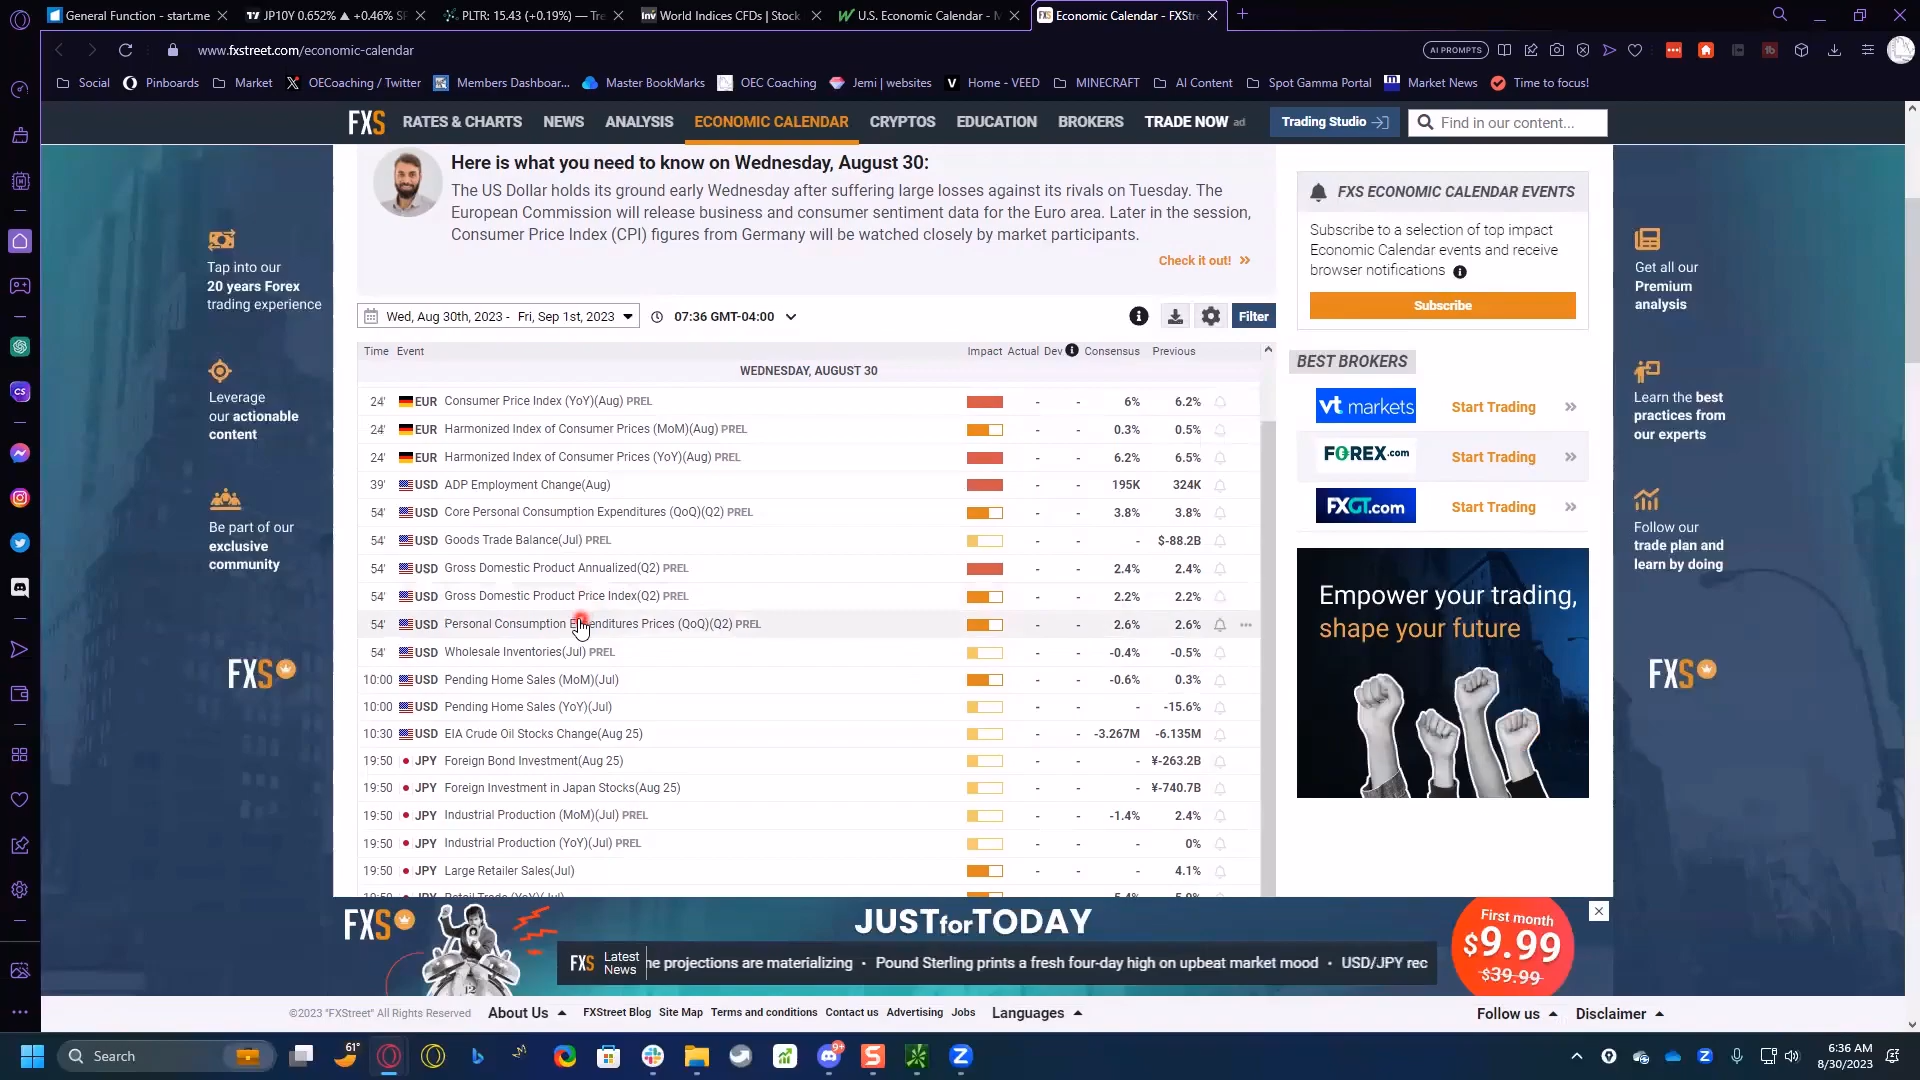 General Function - start.me
JP10Y 0.652% ▲ +0.46%
PLTR: 15.43 (+0.19%) — Tre
World Indices CFDs | Stock
U.S. Economic Calendar - M
Economic Calendar - FXStre
www.fxstreet.com/economic-calendar
AI PROMPTS
Social
Pinboards
Market
OECoaching / Twitter
Members Dashboar...
Master BookMarks
OEC Coaching
Jemi | websites
Home - VEED
MINECRAFT
AI Content
Spot Gamma Portal
Market News
Time to focus!
FXS RATES & CHARTS NEWS ANALYSIS ECONOMIC CALENDAR CRYPTOS EDUCATION BROKERS TRADE NOW ad
Trading Studio
Find in our content...
Here is what you need to know on Wednesday, August 30:
The US Dollar holds its ground early Wednesday after suffering large losses against its rivals on Tuesday. The
European Commission will release business and consumer sentiment data for the Euro area. Later in the session,
Consumer Price Index (CPI) figures from Germany will be watched closely by market participants.
Check it out!
Wed, Aug 30th, 2023 - Fri, Sep 1st, 2023
07:36 GMT-04:00
Filter
Time Event Impact Actual Dev Consensus Previous
WEDNESDAY, AUGUST 30
24' EUR Consumer Price Index (YoY)(Aug) PREL - - 6% 6.2%
24' EUR Harmonized Index of Consumer Prices (MoM)(Aug) PREL - - 0.3% 0.5%
24' EUR Harmonized Index of Consumer Prices (YoY)(Aug) PREL - - 6.2% 6.5%
39' USD ADP Employment Change(Aug) - - 195K 324K
54' USD Core Personal Consumption Expenditures (QoQ)(Q2) PREL - - 3.8% 3.8%
54' USD Goods Trade Balance(Jul) PREL - - - $-88.2B
54' USD Gross Domestic Product Annualized(Q2) PREL - - 2.4% 2.4%
54' USD Gross Domestic Product Price Index(Q2) PREL - - 2.2% 2.2%
54' USD Personal Consumption Expenditures Prices (QoQ)(Q2) PREL - - 2.6% 2.6%
54' USD Wholesale Inventories(Jul) PREL - - -0.4% -0.5%
10:00 USD Pending Home Sales (MoM)(Jul) - - -0.6% 0.3%
10:00 USD Pending Home Sales (YoY)(Jul) - - - -15.6%
10:30 USD EIA Crude Oil Stocks Change(Aug 25) - - -3.267M -6.135M
19:50 JPY Foreign Bond Investment(Aug 25) - - - ¥-263.2B
19:50 JPY Foreign Investment in Japan Stocks(Aug 25) - - - ¥-740.7B
19:50 JPY Industrial Production (MoM)(Jul) PREL - - -1.4% 2.4%
19:50 JPY Industrial Production (YoY)(Jul) PREL - - - 0%
19:50 JPY Large Retailer Sales(Jul) - - - 4.1%
FXS ECONOMIC CALENDAR EVENTS
Subscribe to a selection of top impact
Economic Calendar events and receive
browser notifications
Subscribe
BEST BROKERS
vt markets Start Trading
FOREX.com Start Trading
FXGT.com Start Trading
Empower your trading,
shape your future
Tap into our
20 years Forex
trading experience
Leverage
our actionable
content
Be part of our
exclusive
community
FXS
Get all our
Premium
analysis
Learn the best
practices from
our experts
Follow our
trade plan and
learn by doing
FXS
FXS
JUSTforTODAY
First month
$9.99
$39.99
FXS Latest
News
he projections are materializing · Pound Sterling prints a fresh four-day high on upbeat market mood · USD/JPY rec
©2023 "FXStreet" All Rights Reserved
About Us
FXStreet Blog Site Map Terms and conditions Contact us Advertising Jobs
Languages
Follow us
Disclaimer
Search
61°
6:36 AM
8/30/2023